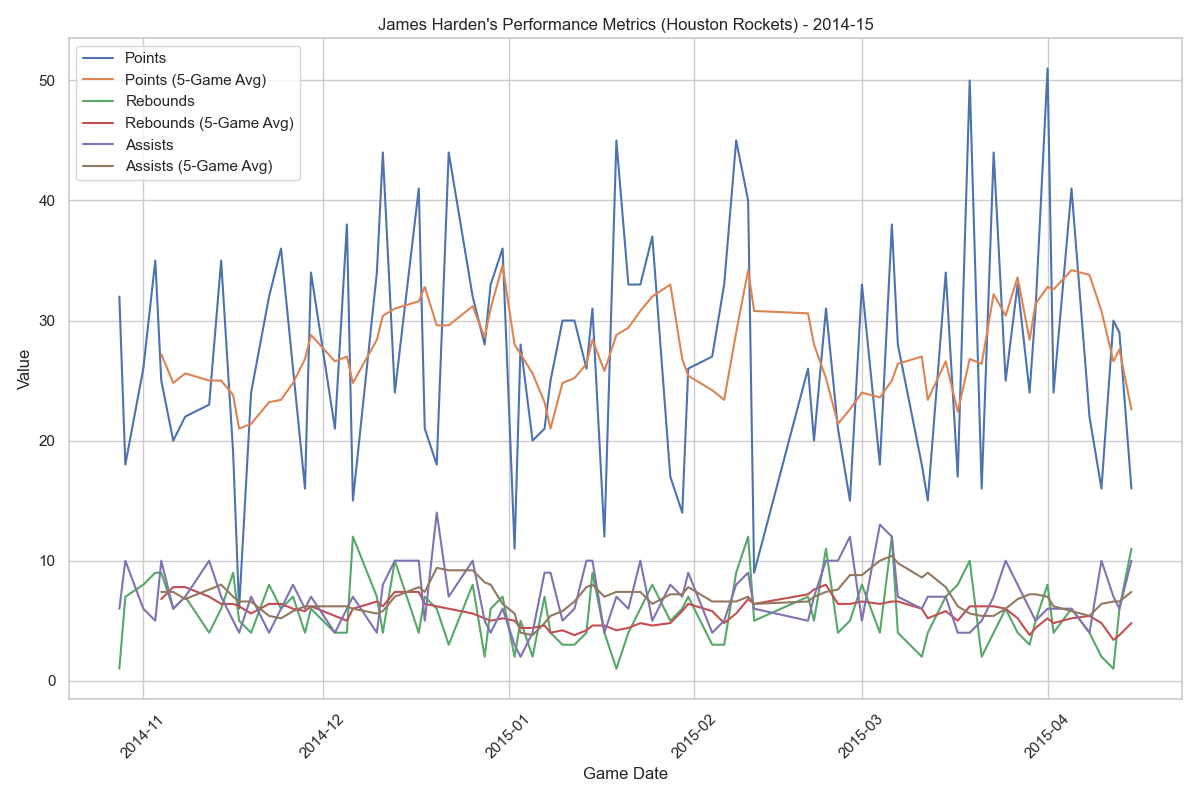 James Harden's Performance Metrics (Houston Rockets) - 2014-15
Points
Points (5-Game Avg)
Rebounds
Rebounds (5-Game Avg)
Assists
Assists (5-Game Avg)
50
40
30
20
10
0
Value
2014-11
2014-12
2015-01
2015-02
2015-03
2015-04
Game Date